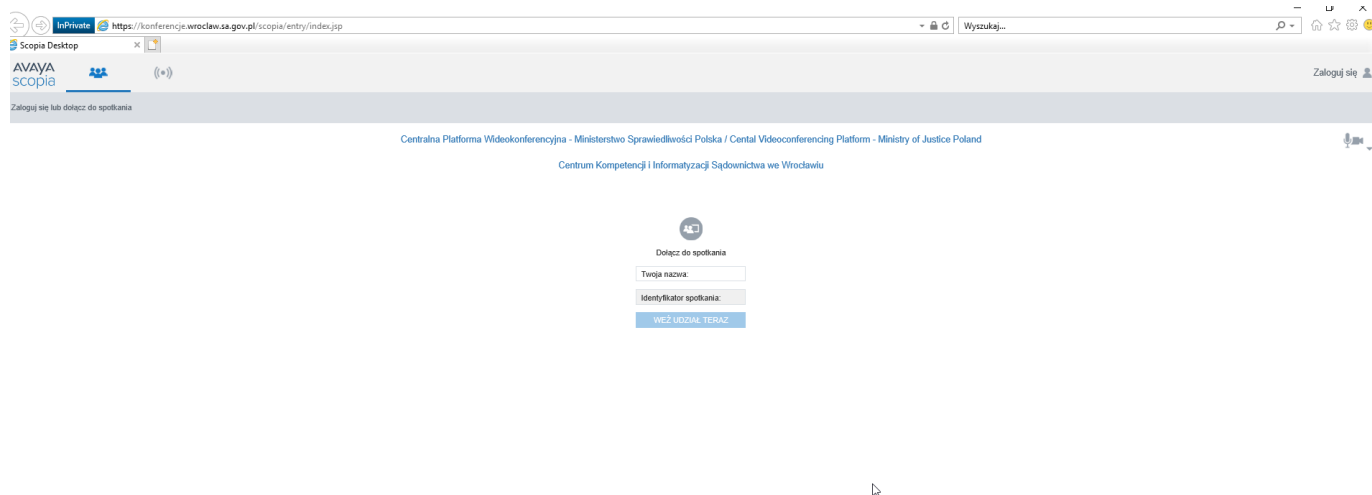 InPrivate https://konferencje.wroclaw.sa.gov.pl/scopia/entry/index.jsp Wyszukaj...
Scopia Desktop
AVAYA
scopia
Zaloguj się
Zaloguj się lub dołącz do spotkania
Centralna Platforma Wideokonferencyjna - Ministerstwo Sprawiedliwości Polska / Cental Videoconferencing Platform - Ministry of Justice Poland
Centrum Kompetencji i Informatyzacji Sądownictwa we Wrocławiu
Dołącz do spotkania
Twoja nazwa:
Identyfikator spotkania:
WEŹ UDZIAŁ TERAZ